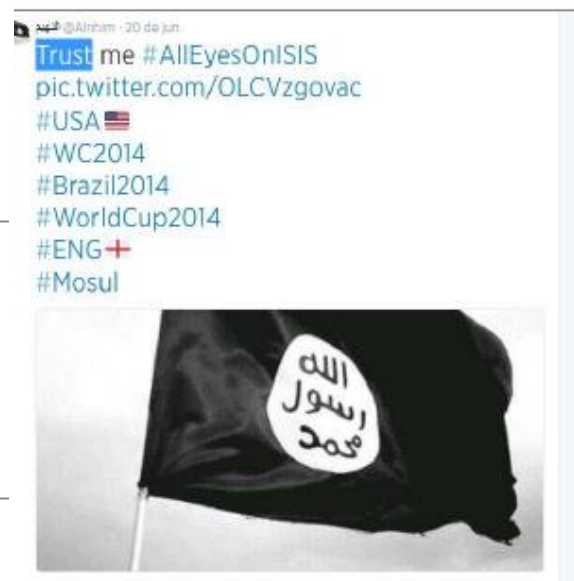 @Alnhim · 20 de jun.
Trust me #AllEyesOnISIS
pic.twitter.com/OLCVzgovac
#USA🇺🇸
#WC2014
#Brazil2014
#WorldCup2014
#ENG🏴󠁧󠁢󠁥󠁮󠁧󠁿
#Mosul
الله
رسول
محمد